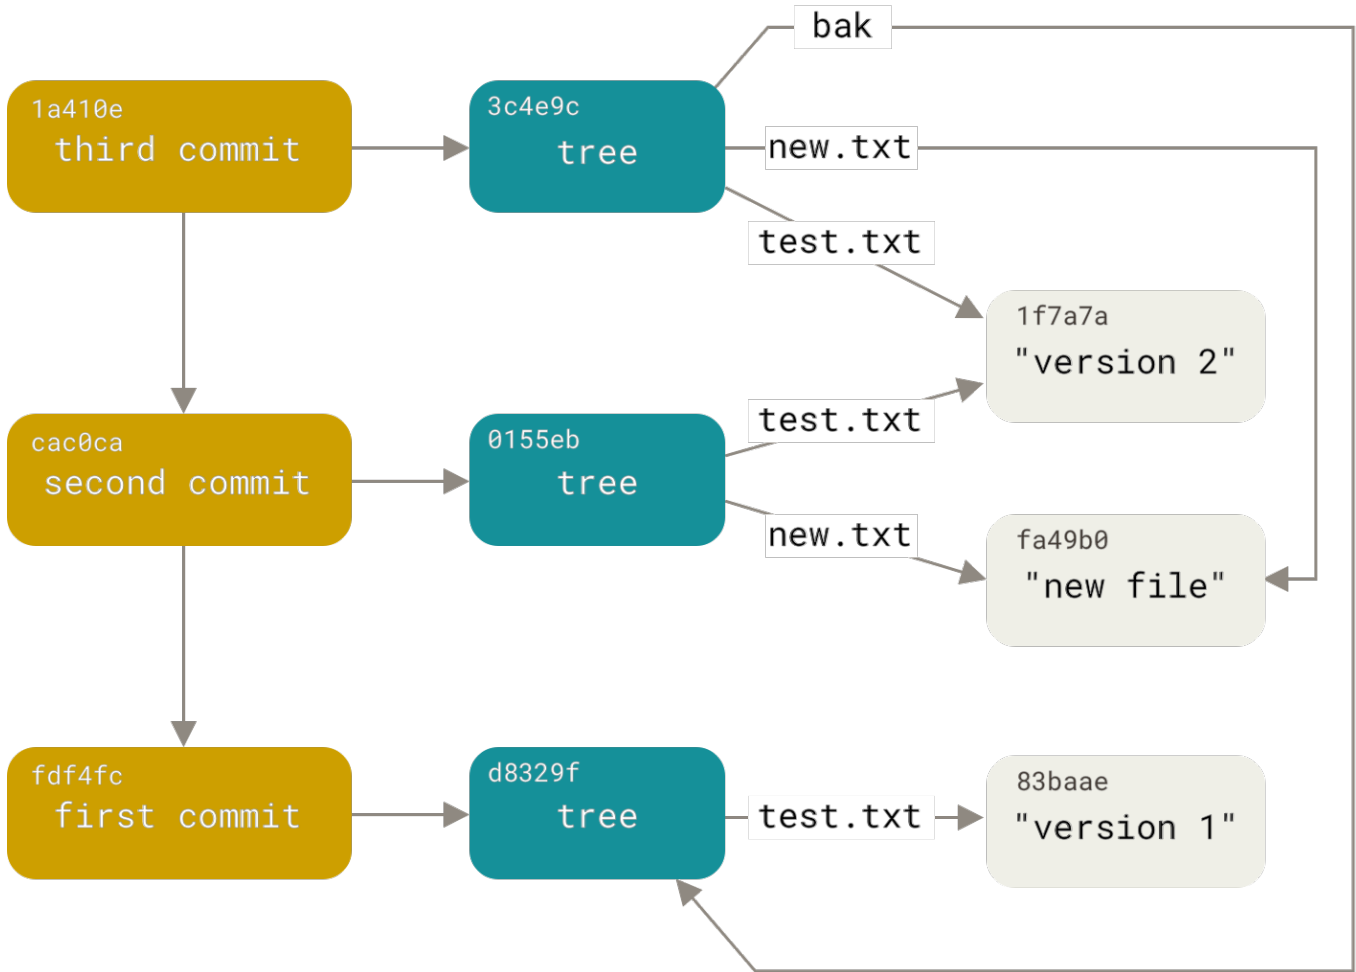 bak
1a410e
third commit
3c4e9c
tree
new.txt
test.txt
1f7a7a
"version 2"
cac0ca
second commit
0155eb
tree
test.txt
new.txt
fa49b0
"new file"
fdf4fc
first commit
d8329f
tree
test.txt
83baae
"version 1"